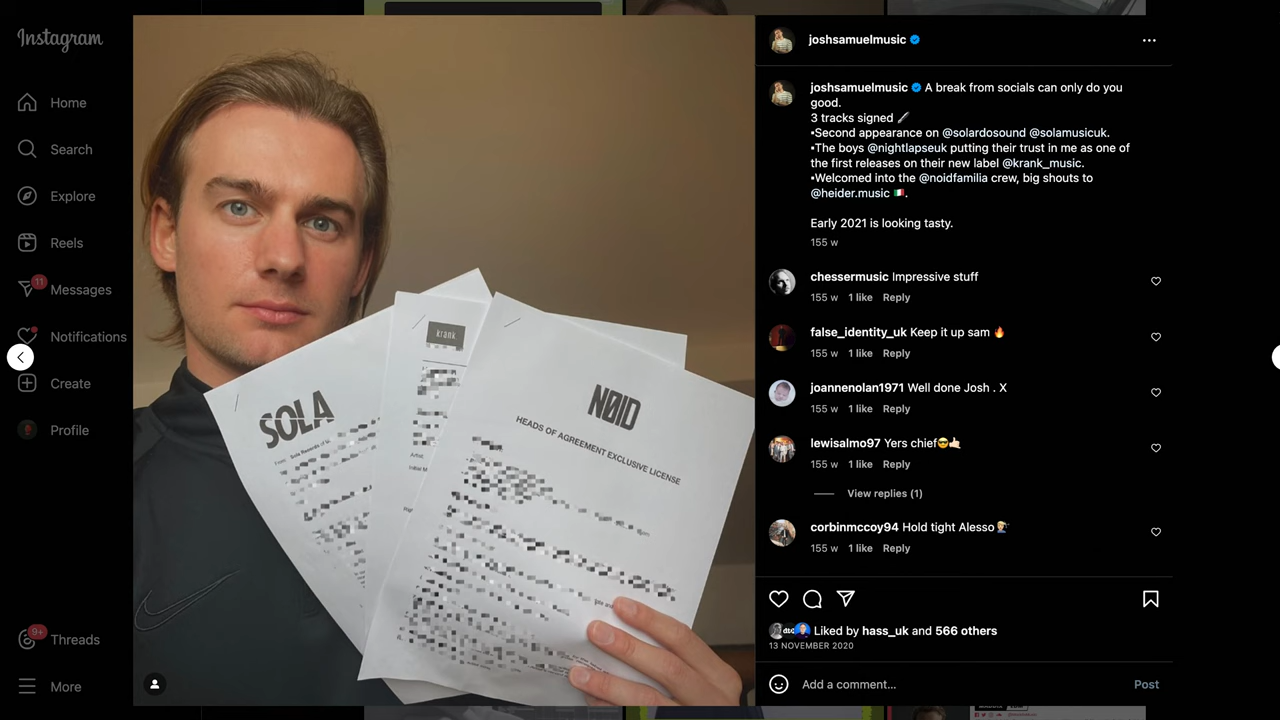 Instagram
Home
Search
Explore
Reels
11
Messages
Notifications
Create
Profile
9+
Threads
More
SOLA
From:
krank
Artist:
NØID
HEADS OF AGREEMENT EXCLUSIVE LICENSE
joshsamuelmusic
joshsamuelmusic A break from socials can only do you
good.
3 tracks signed 🖊
•Second appearance on @solardosound @solamusicuk.
•The boys @nightlapseuk putting their trust in me as one of
the first releases on their new label @krank_music.
•Welcomed into the @noidfamilia crew, big shouts to
@heider.music 🇮🇹.
Early 2021 is looking tasty.
155 w
chessermusic Impressive stuff
155 w 1 like Reply
false_identity_uk Keep it up sam 🔥
155 w 1 like Reply
joannenolan1971 Well done Josh . X
155 w 1 like Reply
lewisalmo97 Yers chief😎🤙🏻
155 w 1 like Reply
View replies (1)
corbinmccoy94 Hold tight Alesso
155 w 1 like Reply
Liked by hass_uk and 566 others
13 NOVEMBER 2020
Add a comment...
Post